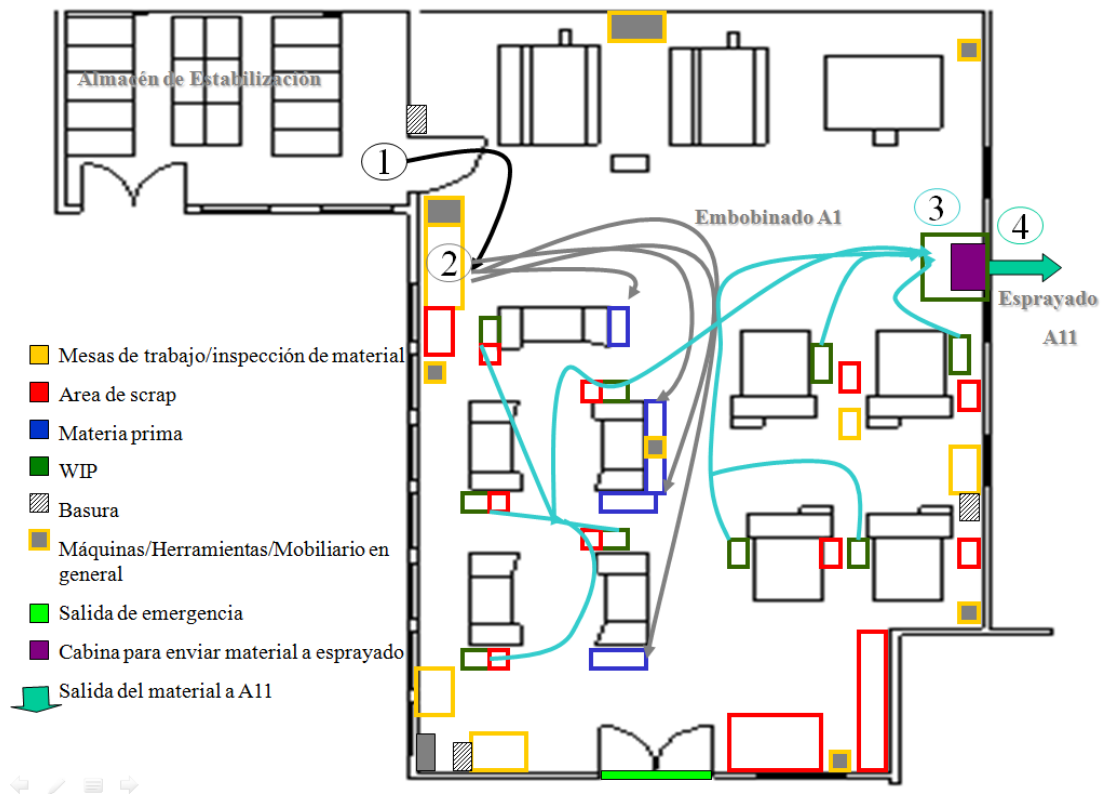 Almacén de Estabilización
1
2
Embobinado A1
3
4
Esprayado
A11
Mesas de trabajo/inspección de material
Area de scrap
Materia prima
WIP
Basura
Máquinas/Herramientas/Mobiliario en
general
Salida de emergencia
Cabina para enviar material a esprayado
Salida del material a A11